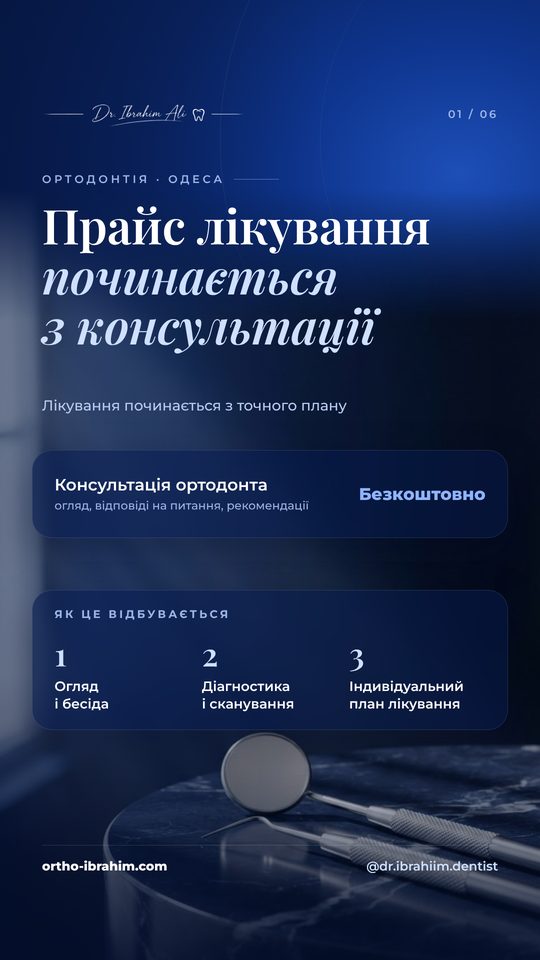 Dr. Ibrahim Ali
01 / 06
ОРТОДОНТІЯ · ОДЕСА
Прайс лікування
починається
з консультації
Лікування починається з точного плану
Консультація ортодонта
огляд, відповіді на питання, рекомендації
Безкоштовно
ЯК ЦЕ ВІДБУВАЄТЬСЯ
1
Огляд
і бесіда
2
Діагностика
і сканування
3
Індивідуальний
план лікування
ortho-ibrahim.com
@dr.ibrahiim.dentist